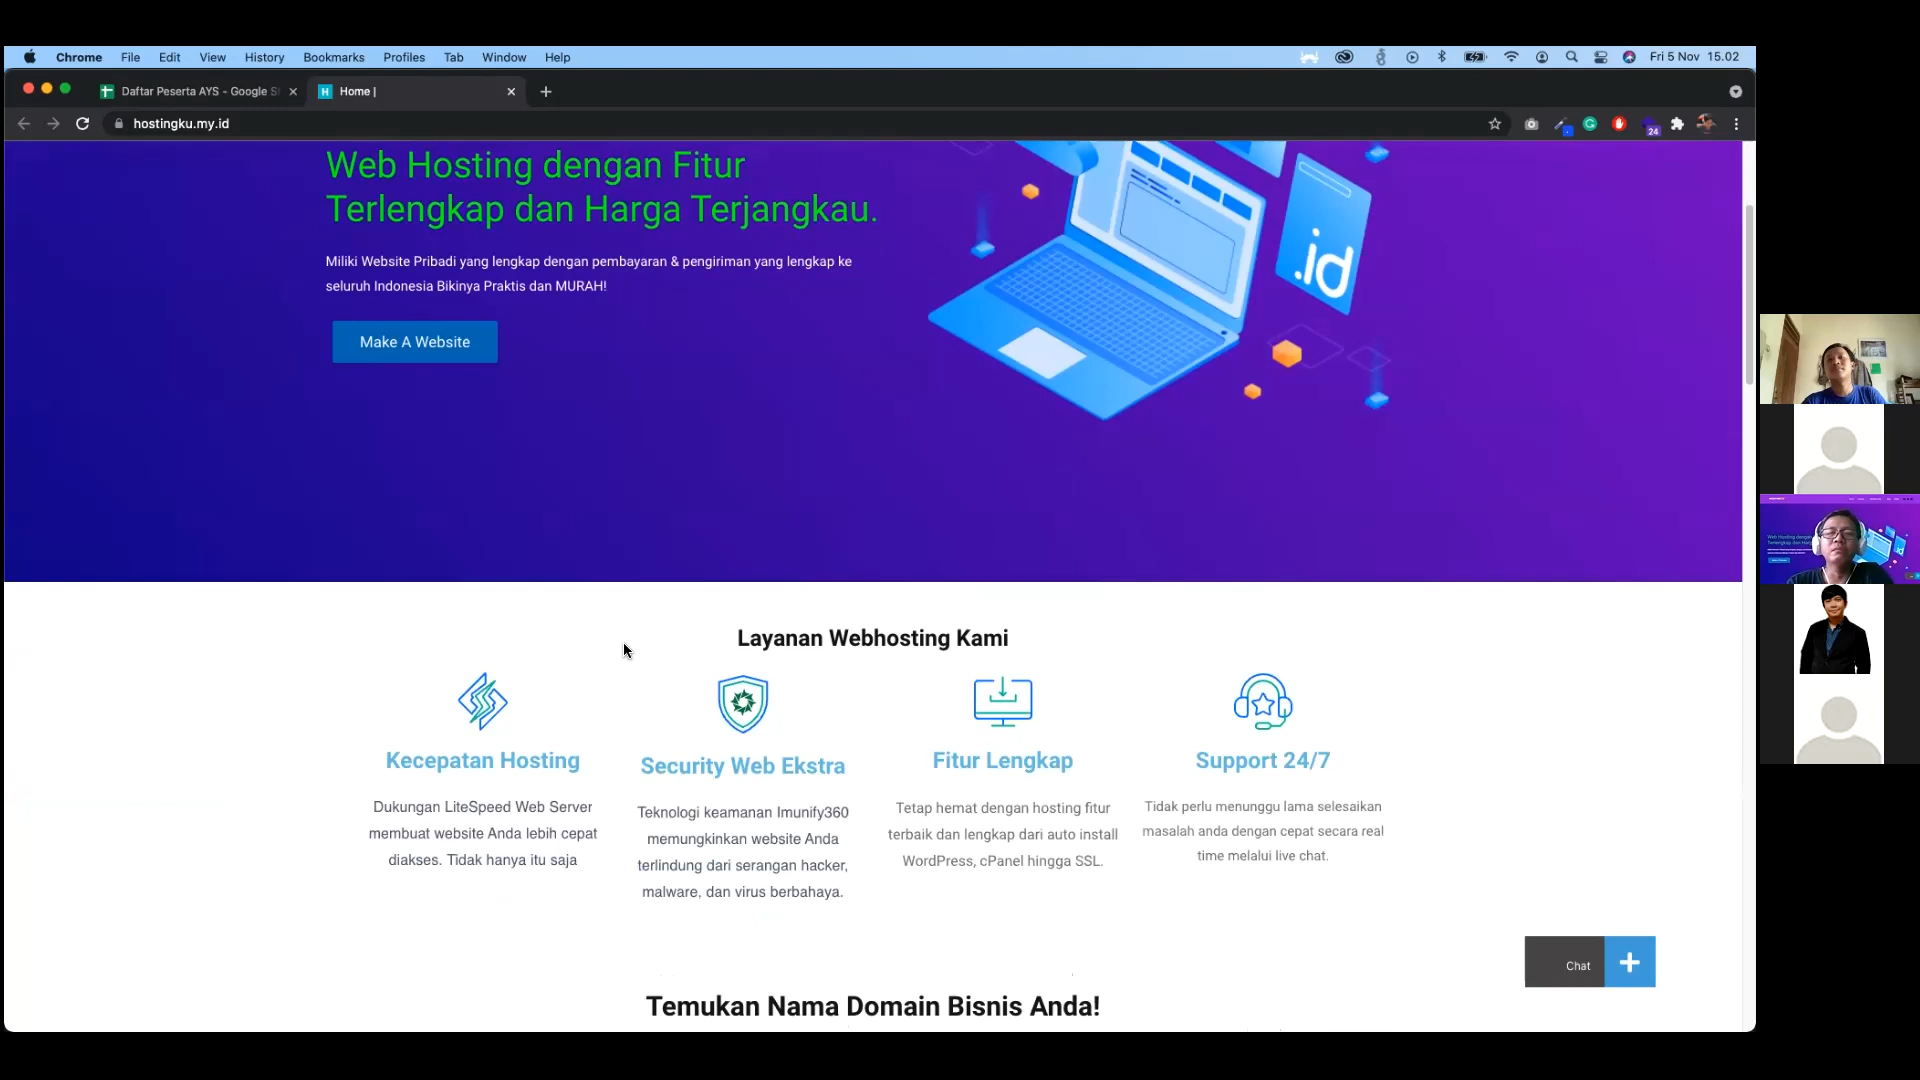 Chrome File Edit View History Bookmarks Profiles Tab Window Help
Fri 5 Nov 15.02
Daftar Peserta AYS - Google S
Home |
hostingku.my.id
24
Web Hosting dengan Fitur
Terlengkap dan Harga Terjangkau.
Miliki Website Pribadi yang lengkap dengan pembayaran & pengiriman yang lengkap ke
seluruh Indonesia Bikinya Praktis dan MURAH!
Make A Website
.id
Layanan Webhosting Kami
Kecepatan Hosting
Dukungan LiteSpeed Web Server
membuat website Anda lebih cepat
diakses. Tidak hanya itu saja
Security Web Ekstra
Teknologi keamanan Imunify360
memungkinkan website Anda
terlindung dari serangan hacker,
malware, dan virus berbahaya.
Fitur Lengkap
Tetap hemat dengan hosting fitur
terbaik dan lengkap dari auto install
WordPress, cPanel hingga SSL.
Support 24/7
Tidak perlu menunggu lama selesaikan
masalah anda dengan cepat secara real
time melalui live chat.
Chat
Temukan Nama Domain Bisnis Anda!